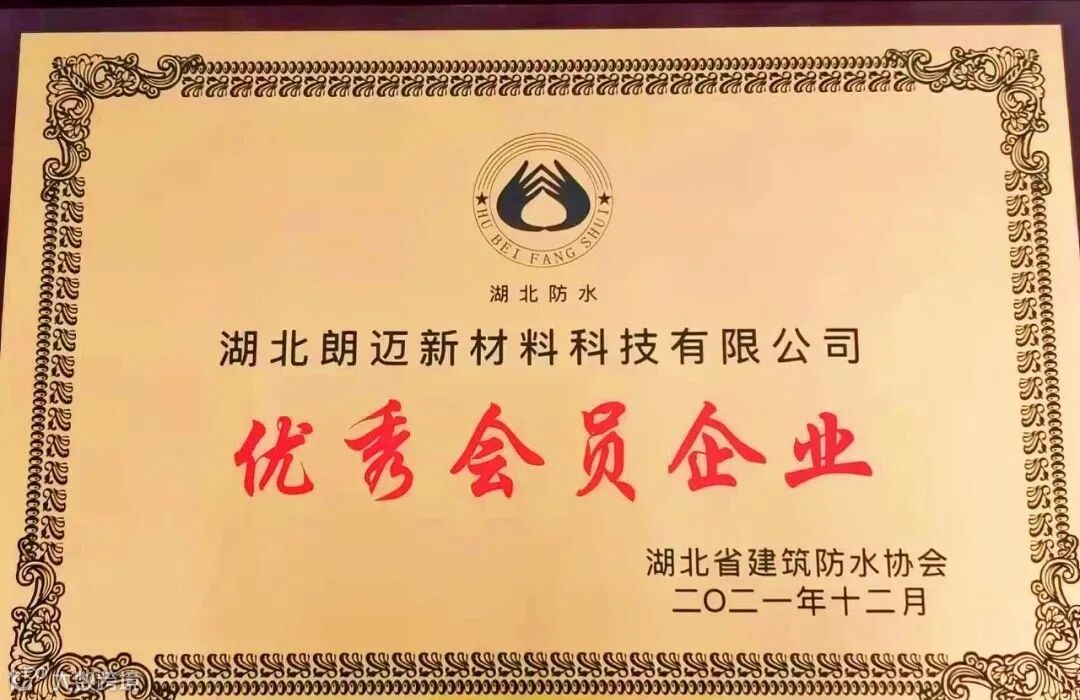 ★HU BEI FANG SHUI★
湖北防水
湖北朗迈新材料科技有限公司
优秀会员企业
湖北省建筑防水协会
二〇二一年十二月